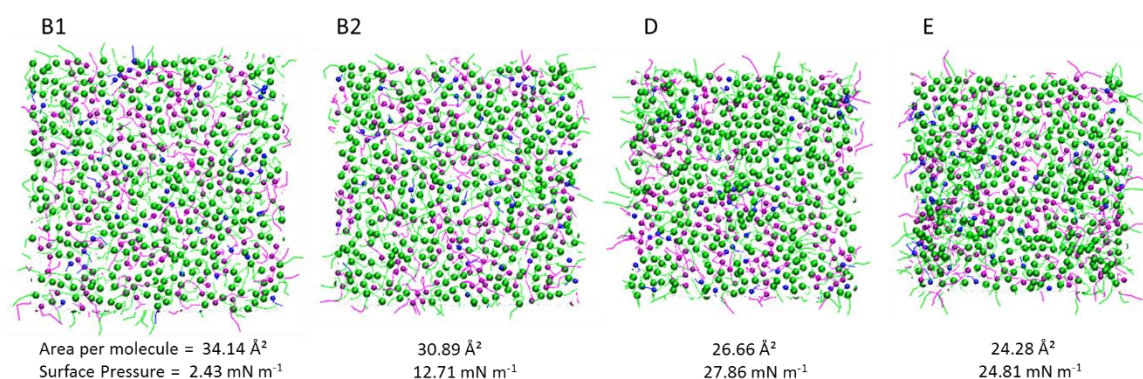 B1 B2 D E
Area per molecule = 34.14 Å² 30.89 Å² 26.66 Å² 24.28 Å²
Surface Pressure = 2.43 mN m⁻¹ 12.71 mN m⁻¹ 27.86 mN m⁻¹ 24.81 mN m⁻¹